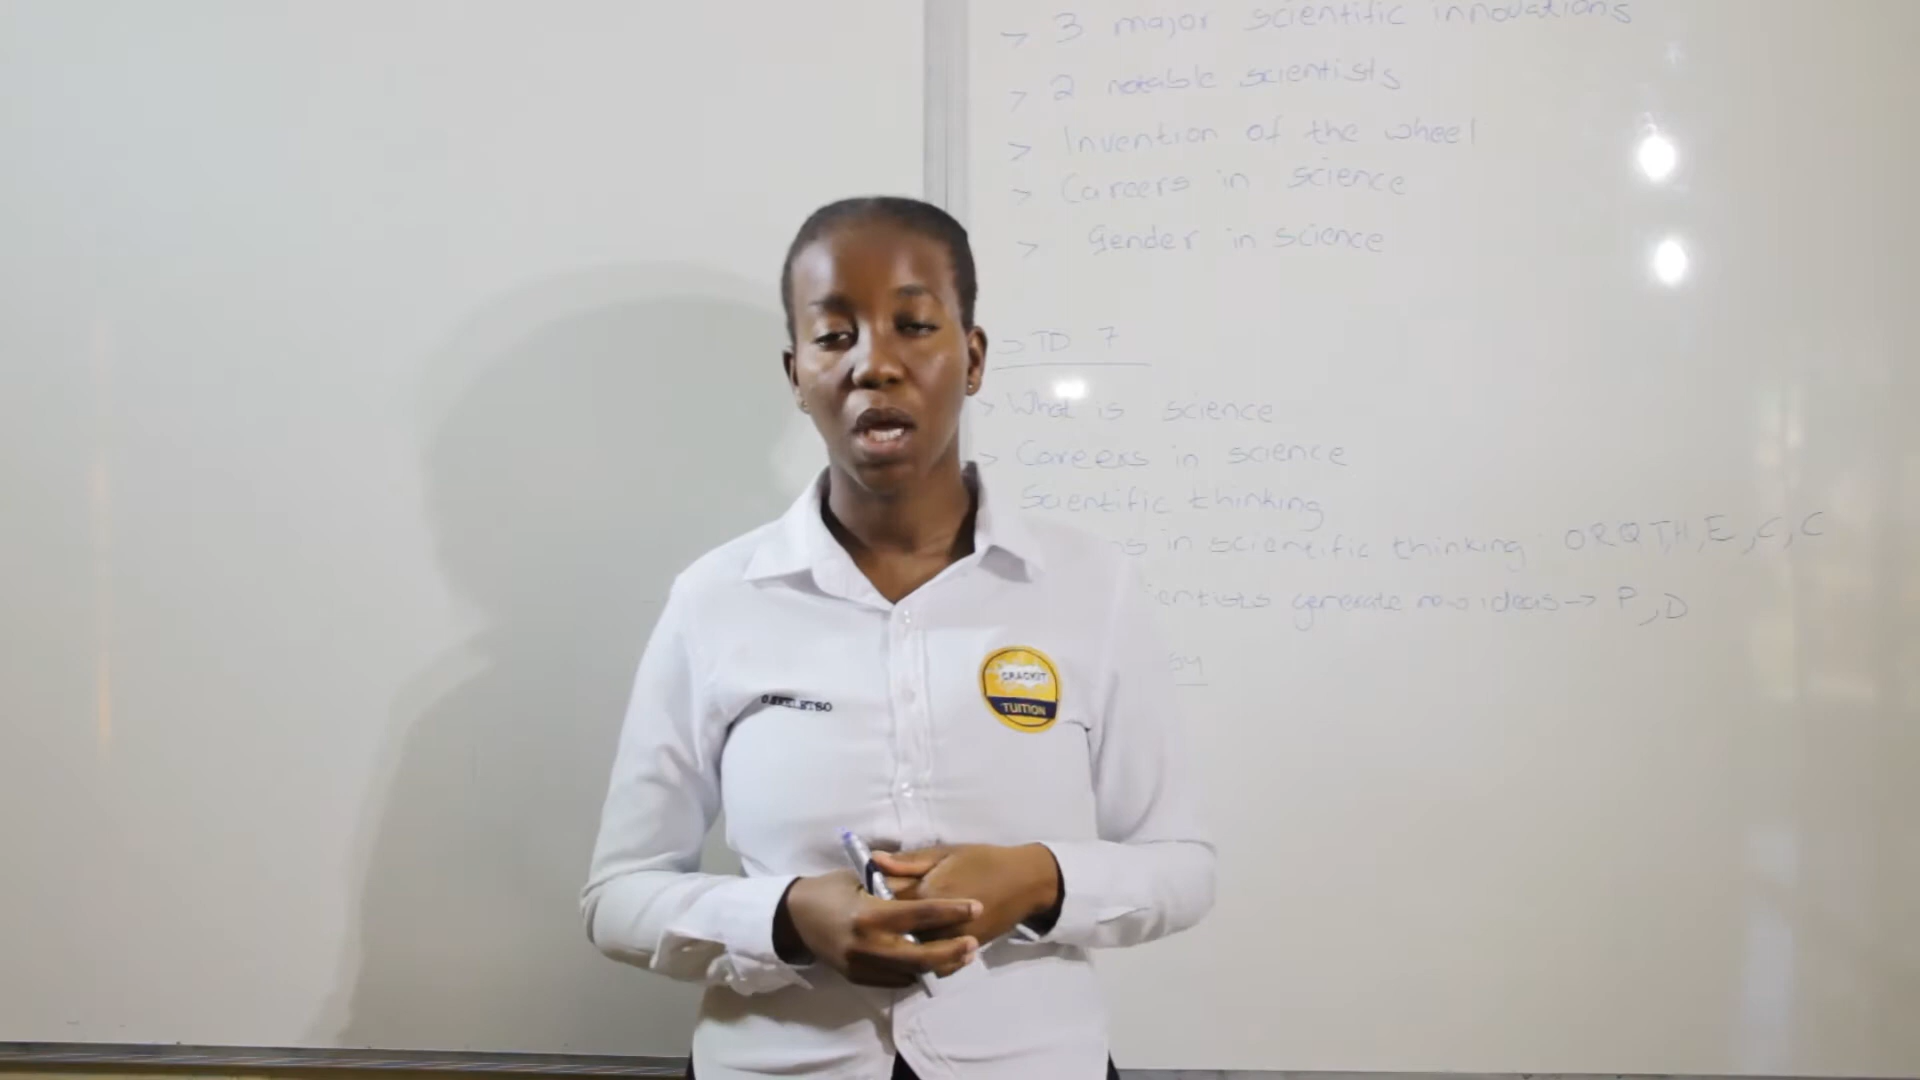 > 3 major scientific innovations
> 2 notable scientists
> Invention of the wheel
> Careers in science
> Gender in science
STD 7
> What is science
> Careers in science
Scientific thinking
in scientific thinking: O R Q T, H, E, C, C
entists generate new ideas -> P, D
CRACKIT
TUITION